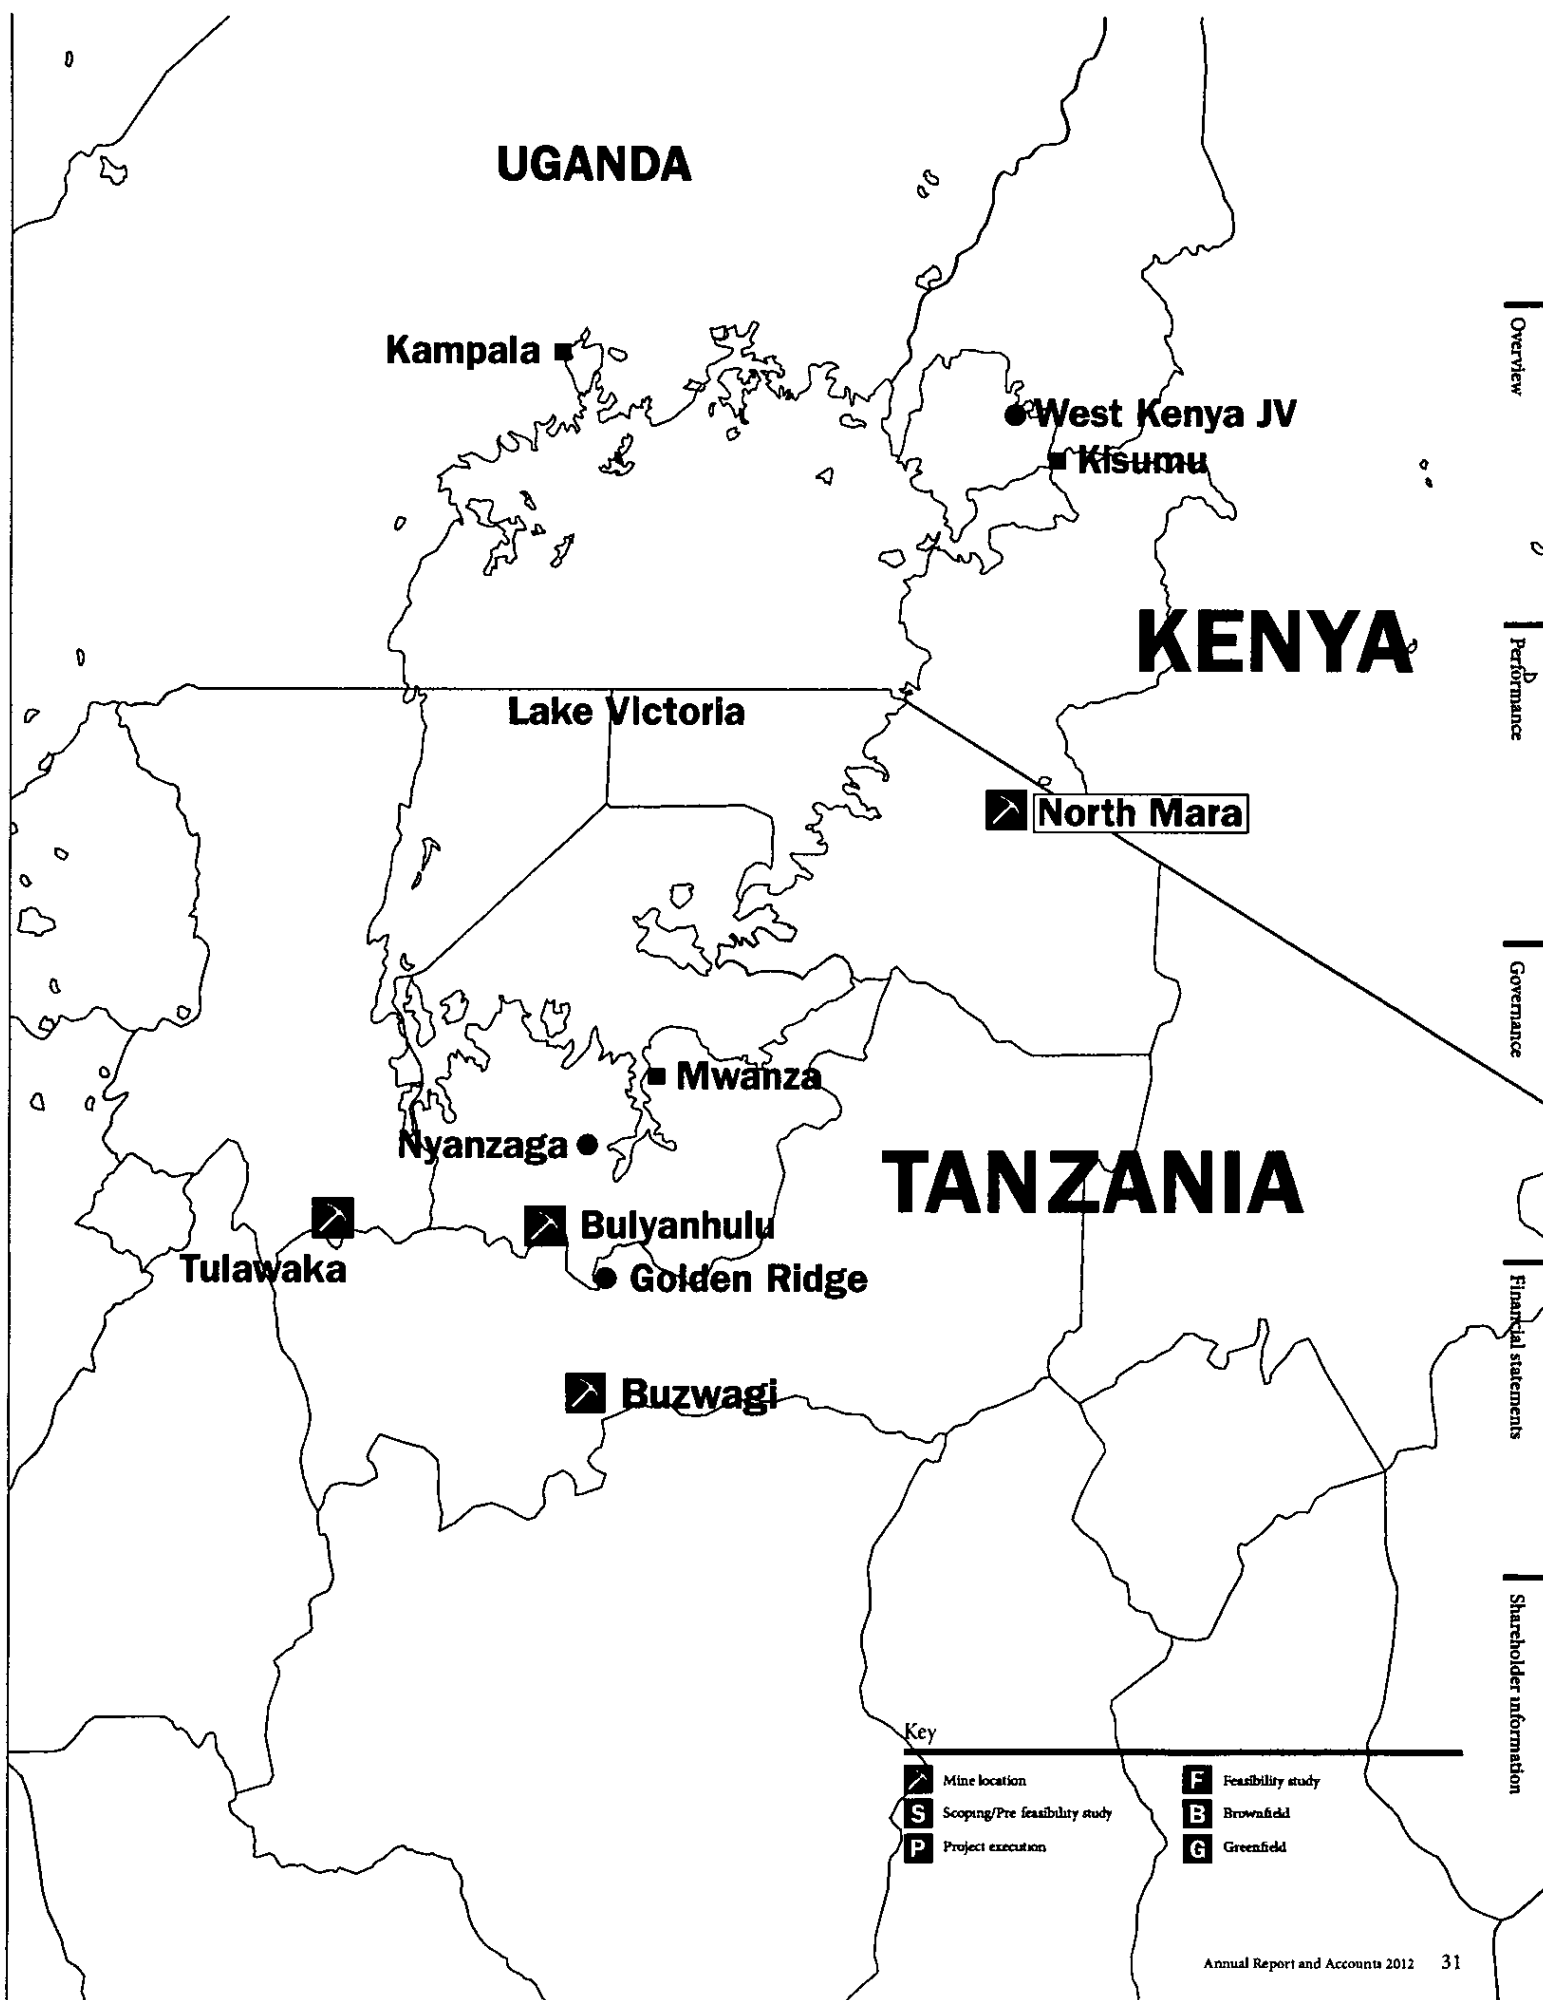 UGANDA
Kampala
West Kenya JV
Kisumu
KENYA
Lake Victoria
North Mara
Mwanza
Nyanzaga
TANZANIA
Bulyanhulu
Tulawaka
Golden Ridge
Buzwagi
Overview
Performance
Governance
Financial statements
Shareholder information
Key
Mine location
S Scoping/Pre feasibility study
P Project execution
F Feasibility study
B Brownfield
G Greenfield
Annual Report and Accounts 2012 31